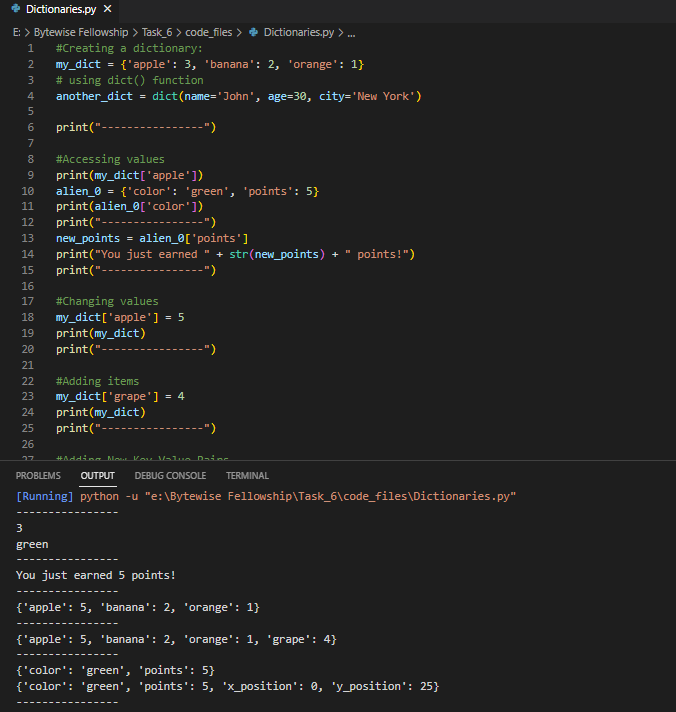 Dictionaries.py ×
E: > Bytewise Fellowship > Task_6 > code_files > Dictionaries.py > ...
1 #Creating a dictionary:
2 my_dict = {'apple': 3, 'banana': 2, 'orange': 1}
3 # using dict() function
4 another_dict = dict(name='John', age=30, city='New York')
5
6 print("----------------")
7
8 #Accessing values
9 print(my_dict['apple'])
10 alien_0 = {'color': 'green', 'points': 5}
11 print(alien_0['color'])
12 print("----------------")
13 new_points = alien_0['points']
14 print("You just earned " + str(new_points) + " points!")
15 print("----------------")
16
17 #Changing values
18 my_dict['apple'] = 5
19 print(my_dict)
20 print("----------------")
21
22 #Adding items
23 my_dict['grape'] = 4
24 print(my_dict)
25 print("----------------")
26
27 #Adding New Key-Value Pairs
PROBLEMS OUTPUT DEBUG CONSOLE TERMINAL
[Running] python -u "e:\Bytewise Fellowship\Task_6\code_files\Dictionaries.py"
----------------
3
green
----------------
You just earned 5 points!
----------------
{'apple': 5, 'banana': 2, 'orange': 1}
----------------
{'apple': 5, 'banana': 2, 'orange': 1, 'grape': 4}
----------------
{'color': 'green', 'points': 5}
{'color': 'green', 'points': 5, 'x_position': 0, 'y_position': 25}
----------------